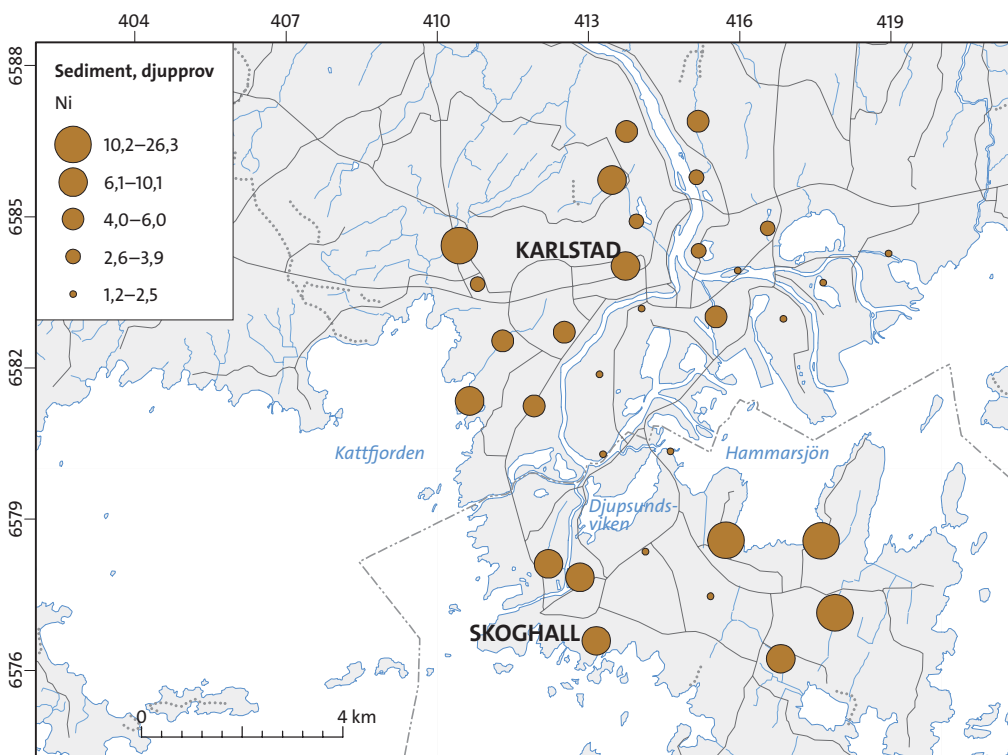 404 407 410 413 416 419
6588
Sediment, djupprov
Ni
10,2–26,3
6,1–10,1
4,0–6,0
2,6–3,9
1,2–2,5
6585
KARLSTAD
6582
Kattfjorden
Hammarsjön
6579
Djupsunds-
viken
SKOGHALL
6576
0 4 km